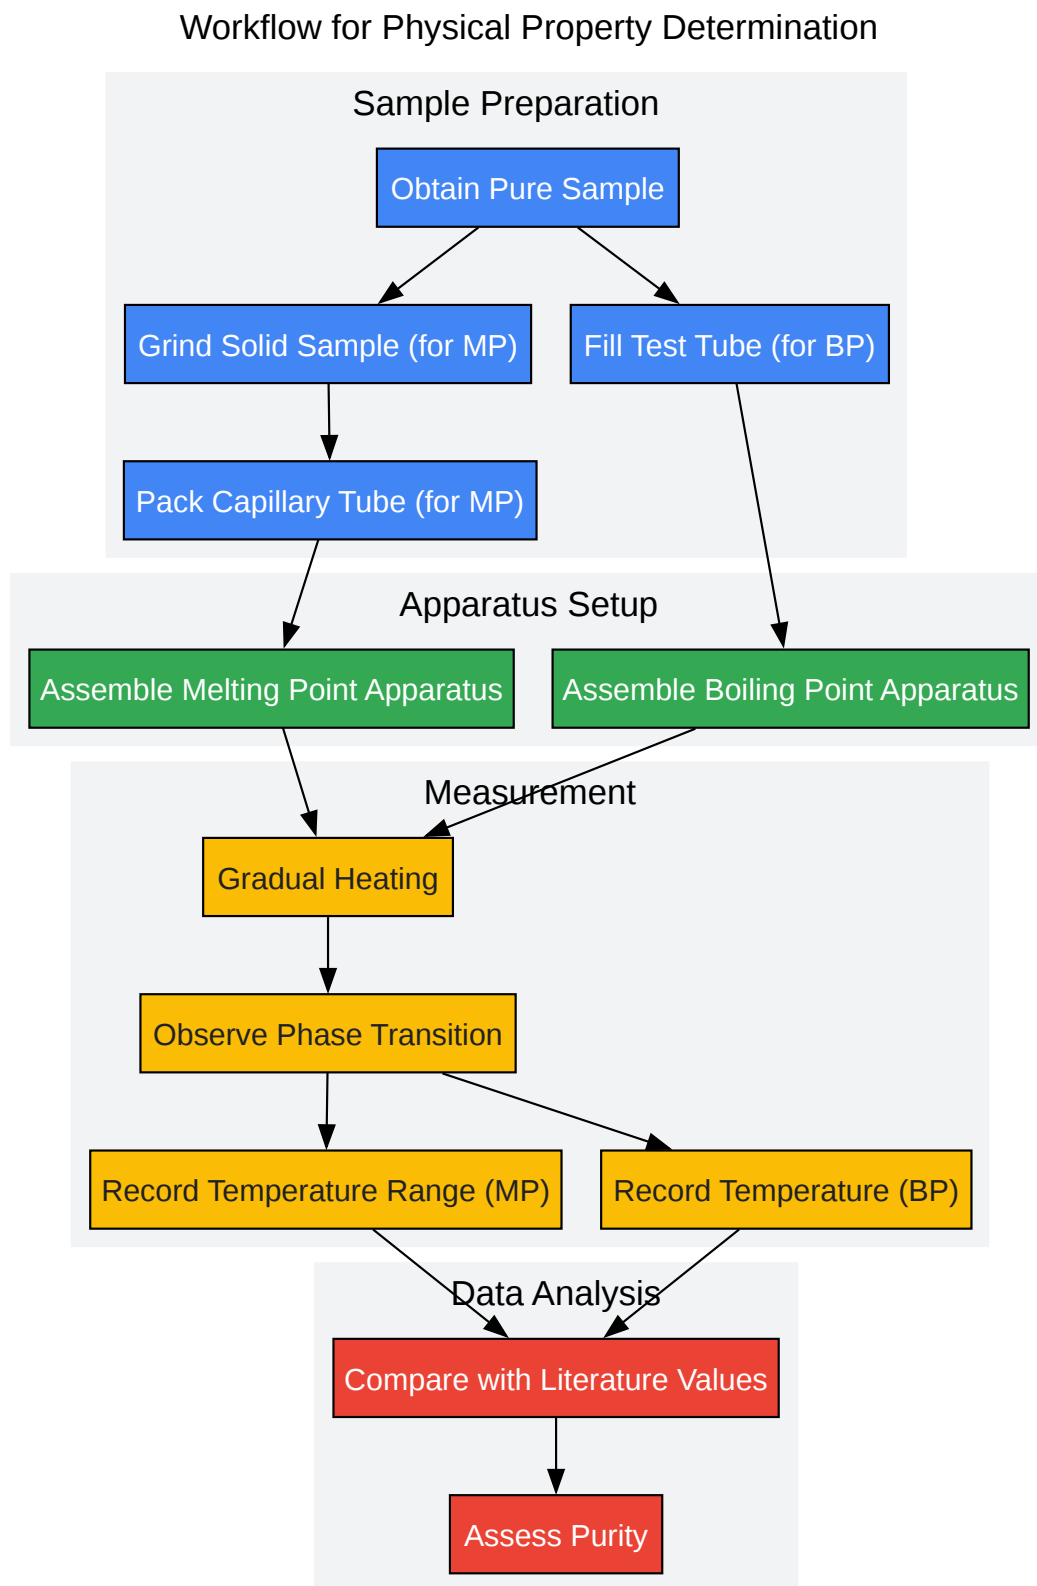 Workflow for Physical Property Determination
Sample Preparation
Obtain Pure Sample
Grind Solid Sample (for MP)
Fill Test Tube (for BP)
Pack Capillary Tube (for MP)
Apparatus Setup
Assemble Melting Point Apparatus
Assemble Boiling Point Apparatus
Measurement
Gradual Heating
Observe Phase Transition
Record Temperature Range (MP)
Record Temperature (BP)
Data Analysis
Compare with Literature Values
Assess Purity